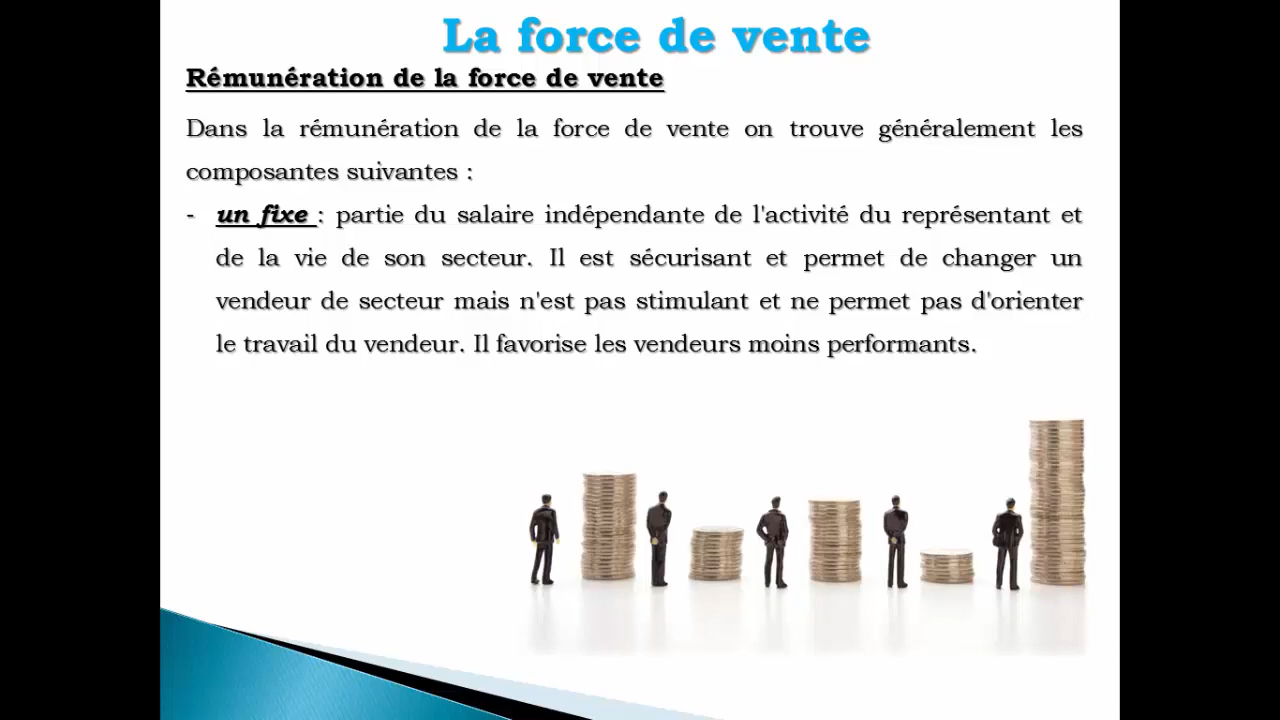 La force de vente
Rémunération de la force de vente
Dans la rémunération de la force de vente on trouve généralement les
composantes suivantes :
- un fixe : partie du salaire indépendante de l'activité du représentant et
de la vie de son secteur. Il est sécurisant et permet de changer un
vendeur de secteur mais n'est pas stimulant et ne permet pas d'orienter
le travail du vendeur. Il favorise les vendeurs moins performants.